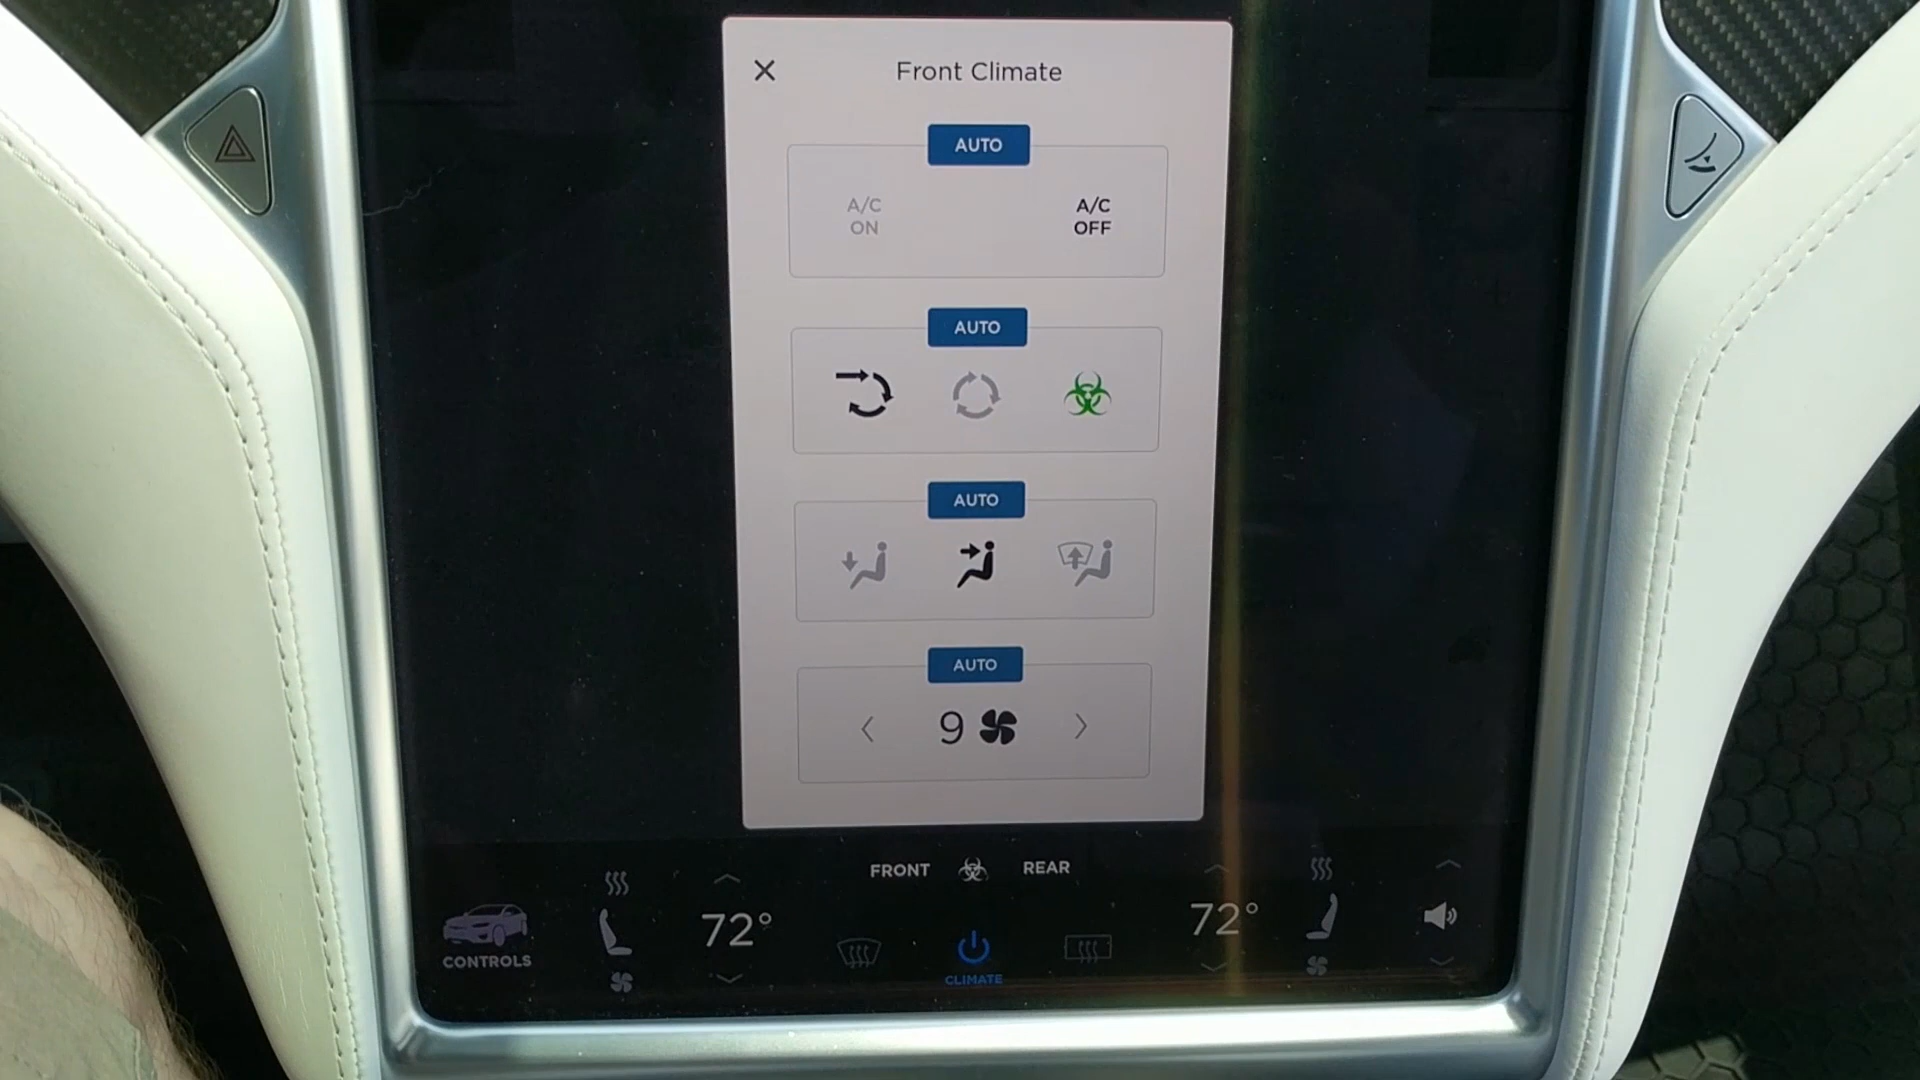 Front Climate
AUTO
A/C
ON
A/C
OFF
AUTO
AUTO
AUTO
9
FRONT
REAR
72°
72°
CONTROLS
CLIMATE